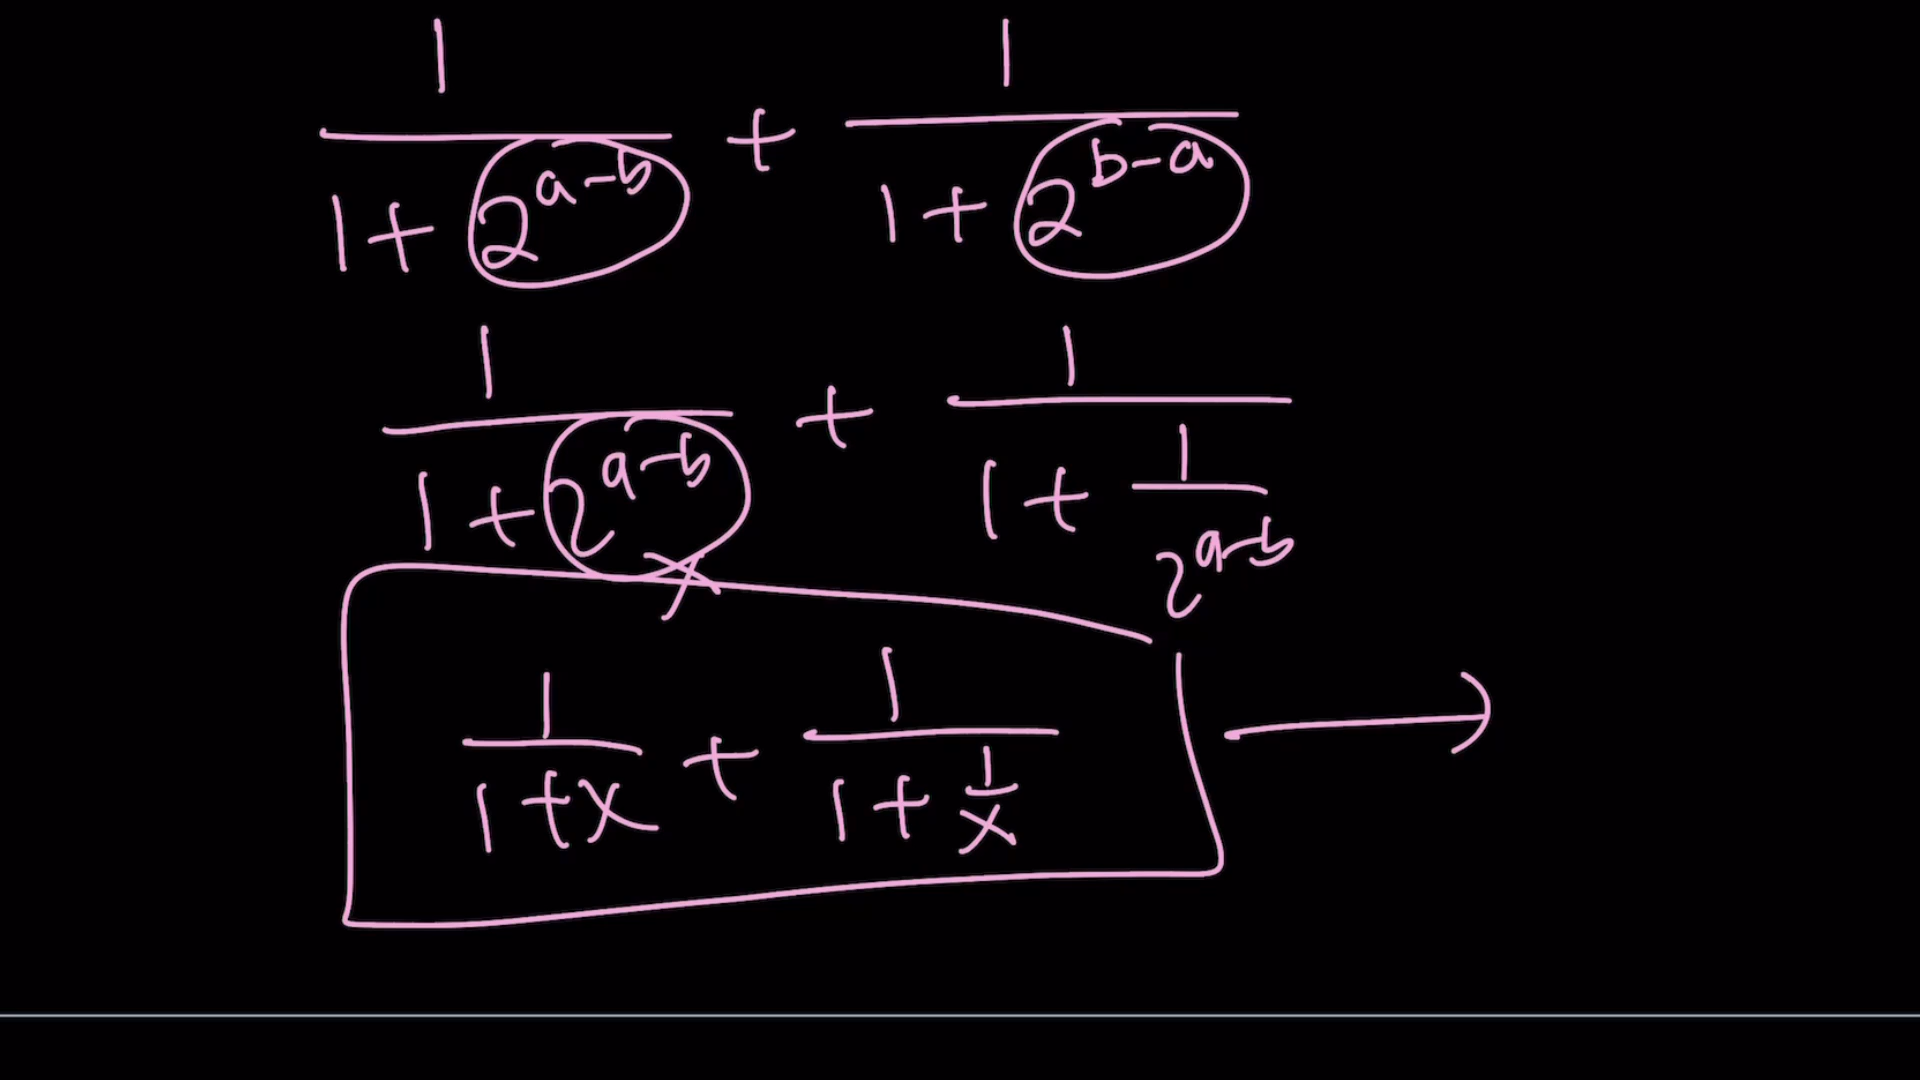 1/(1+2^(a-b)) + 1/(1+2^(b-a))
1/(1+2^(a-b)) + 1/(1+1/2^(a-b))
x
1/(1+x) + 1/(1+1/x) →